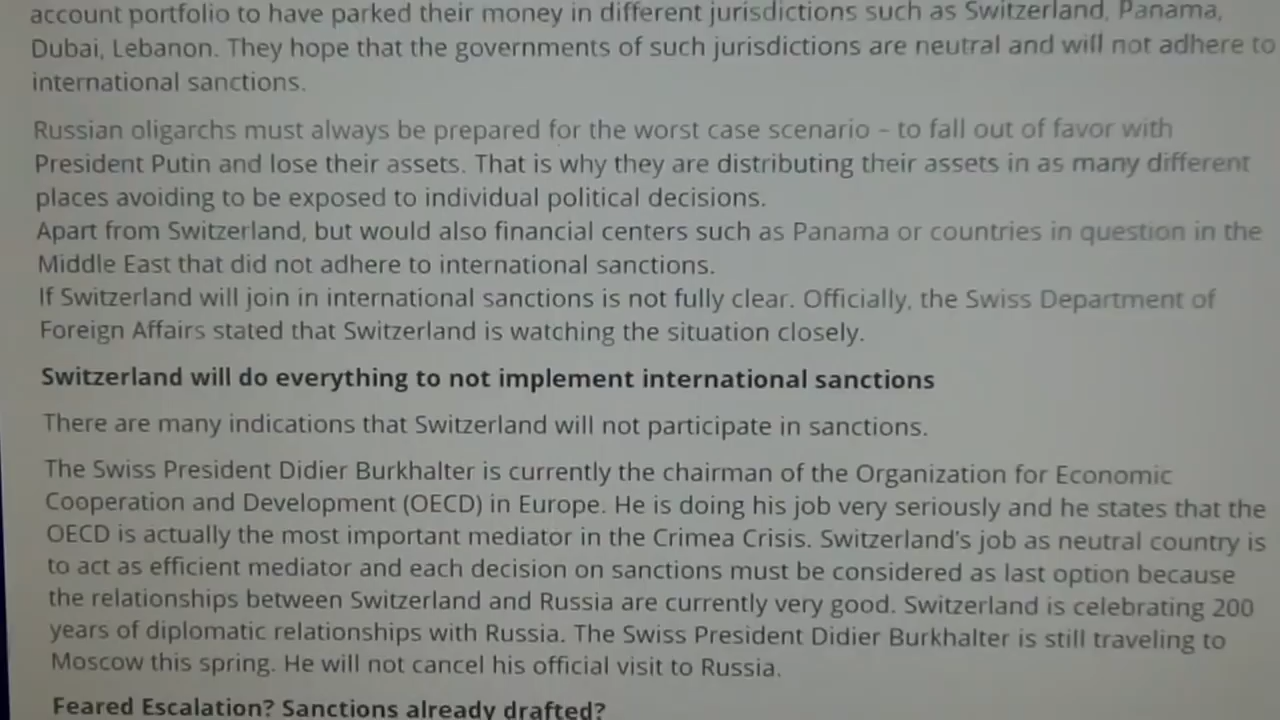 account portfolio to have parked their money in different jurisdictions such as Switzerland, Panama,
Dubai, Lebanon. They hope that the governments of such jurisdictions are neutral and will not adhere to
international sanctions.
Russian oligarchs must always be prepared for the worst case scenario – to fall out of favor with
President Putin and lose their assets. That is why they are distributing their assets in as many different
places avoiding to be exposed to individual political decisions.
Apart from Switzerland, but would also financial centers such as Panama or countries in question in the
Middle East that did not adhere to international sanctions.
If Switzerland will join in international sanctions is not fully clear. Officially, the Swiss Department of
Foreign Affairs stated that Switzerland is watching the situation closely.
Switzerland will do everything to not implement international sanctions
There are many indications that Switzerland will not participate in sanctions.
The Swiss President Didier Burkhalter is currently the chairman of the Organization for Economic
Cooperation and Development (OECD) in Europe. He is doing his job very seriously and he states that the
OECD is actually the most important mediator in the Crimea Crisis. Switzerland's job as neutral country is
to act as efficient mediator and each decision on sanctions must be considered as last option because
the relationships between Switzerland and Russia are currently very good. Switzerland is celebrating 200
years of diplomatic relationships with Russia. The Swiss President Didier Burkhalter is still traveling to
Moscow this spring. He will not cancel his official visit to Russia.
Feared Escalation? Sanctions already drafted?